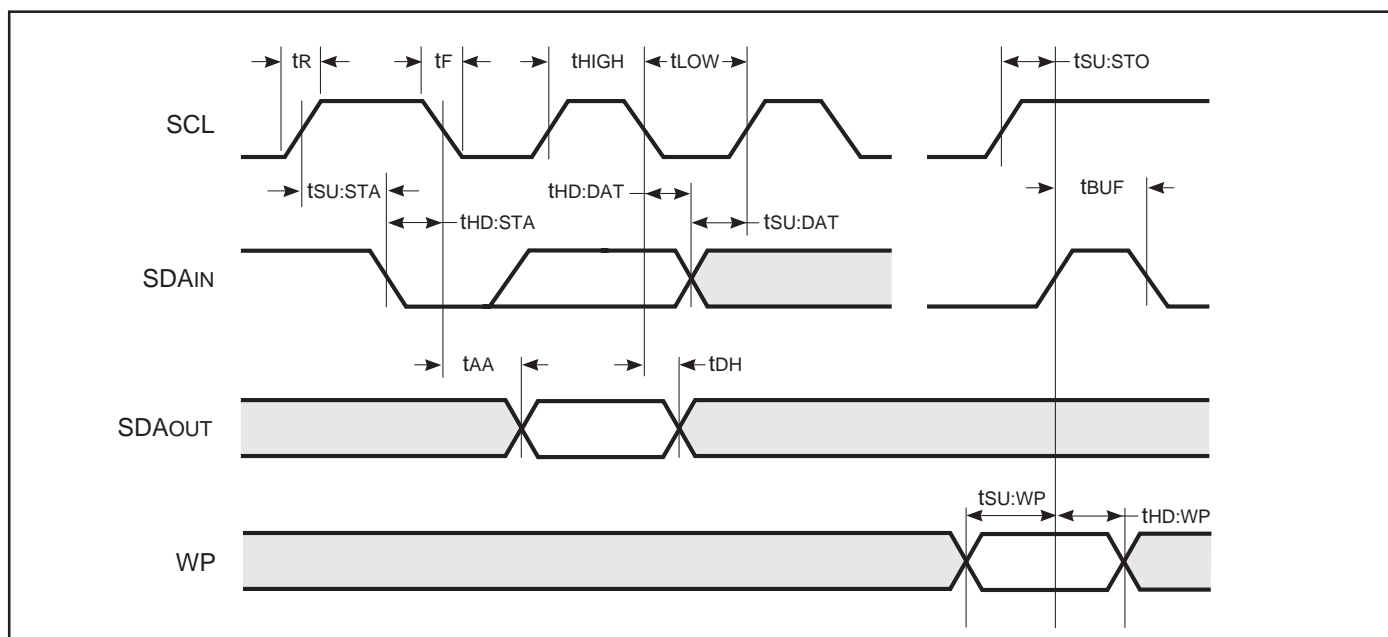 tR tF tHIGH tLOW tSU:STO
SCL
tSU:STA tHD:STA tHD:DAT tSU:DAT tBUF
SDAIN
tAA tDH
SDAOUT
tSU:WP tHD:WP
WP